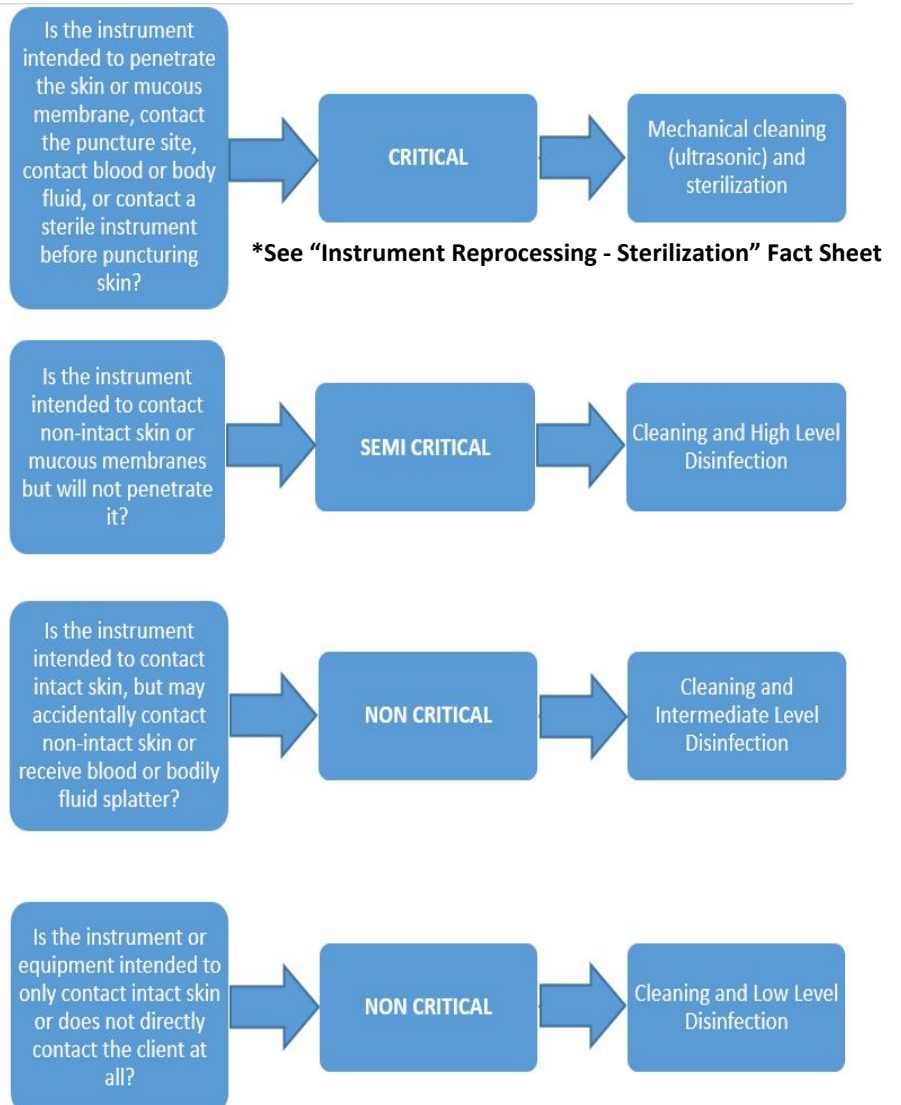 Is the instrument
intended to penetrate
the skin or mucous
membrane, contact
the puncture site,
contact blood or body
fluid, or contact a
sterile instrument
before puncturing
skin?
CRITICAL
Mechanical cleaning
(ultrasonic) and
sterilization
*See “Instrument Reprocessing - Sterilization” Fact Sheet
Is the instrument
intended to contact
non-intact skin or
mucous membranes
but will not penetrate
it?
SEMI CRITICAL
Cleaning and High Level
Disinfection
Is the instrument
intended to contact
intact skin, but may
accidentally contact
non-intact skin or
receive blood or bodily
fluid splatter?
NON CRITICAL
Cleaning and
Intermediate Level
Disinfection
Is the instrument or
equipment intended to
only contact intact skin
or does not directly
contact the client at
all?
NON CRITICAL
Cleaning and Low Level
Disinfection